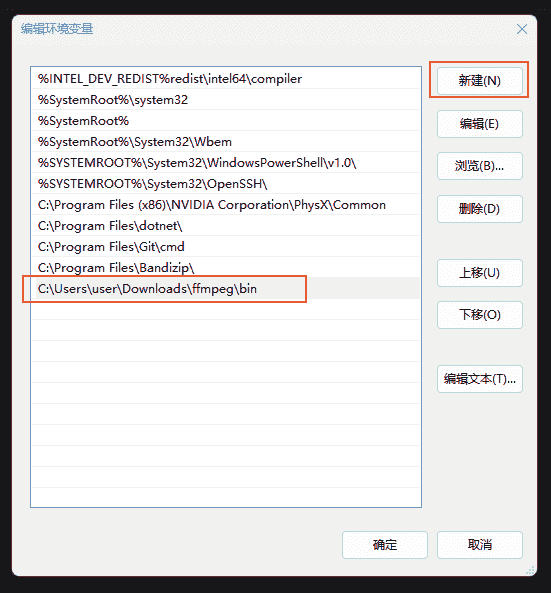 编辑环境变量
%INTEL_DEV_REDIST%redist\intel64\compiler
%SystemRoot%\system32
%SystemRoot%
%SystemRoot%\System32\Wbem
%SYSTEMROOT%\System32\WindowsPowerShell\v1.0\
%SYSTEMROOT%\System32\OpenSSH\
C:\Program Files (x86)\NVIDIA Corporation\PhysX\Common
C:\Program Files\dotnet\
C:\Program Files\Git\cmd
C:\Program Files\Bandizip\
C:\Users\user\Downloads\ffmpeg\bin
新建(N)
编辑(E)
浏览(B)...
删除(D)
上移(U)
下移(O)
编辑文本(T)...
确定
取消